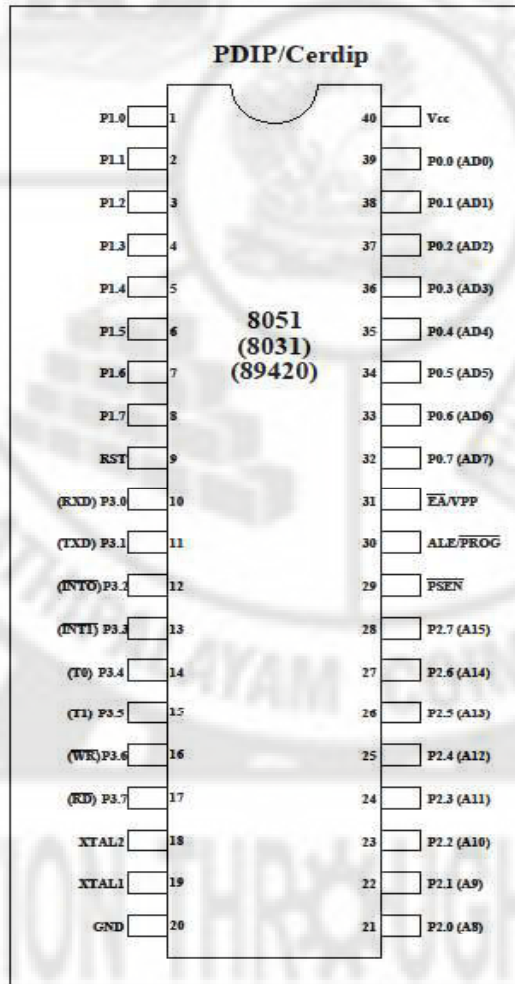 PDIP/Cerdip
P1.0 1 40 Vcc
P1.1 2 39 P0.0 (AD0)
P1.2 3 38 P0.1 (AD1)
P1.3 4 37 P0.2 (AD2)
P1.4 5 36 P0.3 (AD3)
8051
(8031)
(89420)
P1.5 6 35 P0.4 (AD4)
P1.6 7 34 P0.5 (AD5)
P1.7 8 33 P0.6 (AD6)
RST 9 32 P0.7 (AD7)
(RXD) P3.0 10 31 E̅A̅/VPP
(TXD) P3.1 11 30 ALE/P̅R̅O̅G̅
(I̅N̅T̅O̅)P3.2 12 29 P̅S̅E̅N̅
(I̅N̅T̅1̅) P3.3 13 28 P2.7 (A15)
(T0) P3.4 14 27 P2.6 (A14)
(T1) P3.5 15 26 P2.5 (A13)
(W̅R̅)P3.6 16 25 P2.4 (A12)
(R̅D̅) P3.7 17 24 P2.3 (A11)
XTAL2 18 23 P2.2 (A10)
XTAL1 19 22 P2.1 (A9)
GND 20 21 P2.0 (A8)